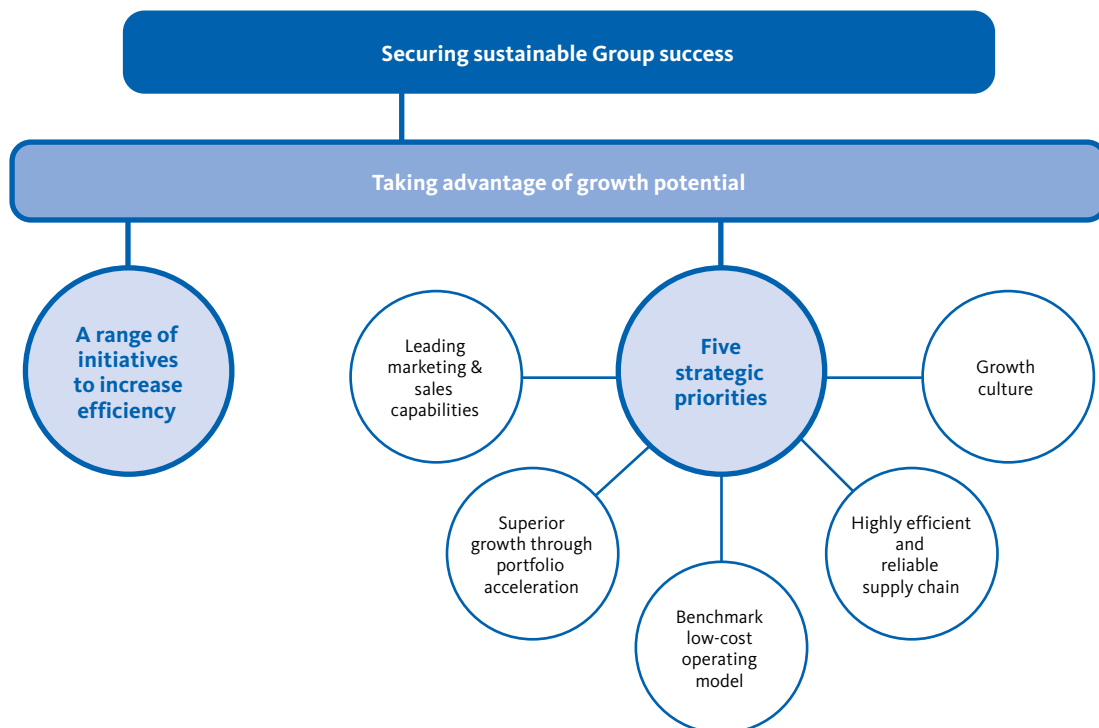 Securing sustainable Group success
Taking advantage of growth potential
A range of
initiatives
to increase
efficiency
Leading
marketing &
sales
capabilities
Five
strategic
priorities
Growth
culture
Superior
growth through
portfolio
acceleration
Highly efficient
and
reliable
supply chain
Benchmark
low-cost
operating
model